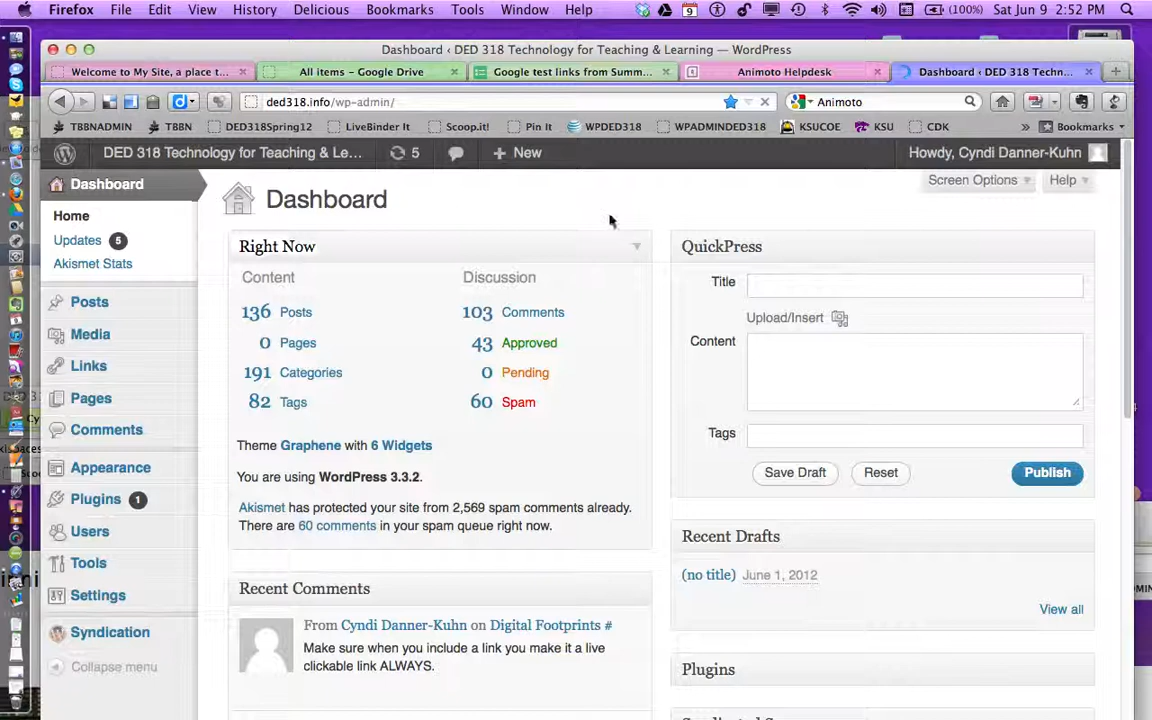 Firefox File Edit View History Delicious Bookmarks Tools Window Help 9 (100%) Sat Jun 9 2:52 PM
Dashboard ‹ DED 318 Technology for Teaching & Learning — WordPress
Welcome to My Site, a place t... All items – Google Drive Google test links from Summ... Animoto Helpdesk Dashboard ‹ DED 318 Techn...
ded318.info/wp-admin/ Animoto
TBBNADMIN TBBN DED318Spring12 LiveBinder It Scoop.it! Pin It WPDED318 WPADMINDED318 KSUCOE KSU CDK » Bookmarks
DED 318 Technology for Teaching & Le... 5 + New Howdy, Cyndi Danner-Kuhn
Screen Options Help
Dashboard
Home
Updates 5
Akismet Stats
Posts
Media
Links
Pages
Comments
Appearance
Plugins 1
Users
Tools
Settings
Syndication
Collapse menu
Dashboard
Right Now
Content Discussion
136 Posts 103 Comments
0 Pages 43 Approved
191 Categories 0 Pending
82 Tags 60 Spam
Theme Graphene with 6 Widgets
You are using WordPress 3.3.2.
Akismet has protected your site from 2,569 spam comments already.
There are 60 comments in your spam queue right now.
Recent Comments
From Cyndi Danner-Kuhn on Digital Footprints #
Make sure when you include a link you make it a live
clickable link ALWAYS.
QuickPress
Title
Upload/Insert
Content
Tags
Save Draft Reset Publish
Recent Drafts
(no title) June 1, 2012
View all
Plugins